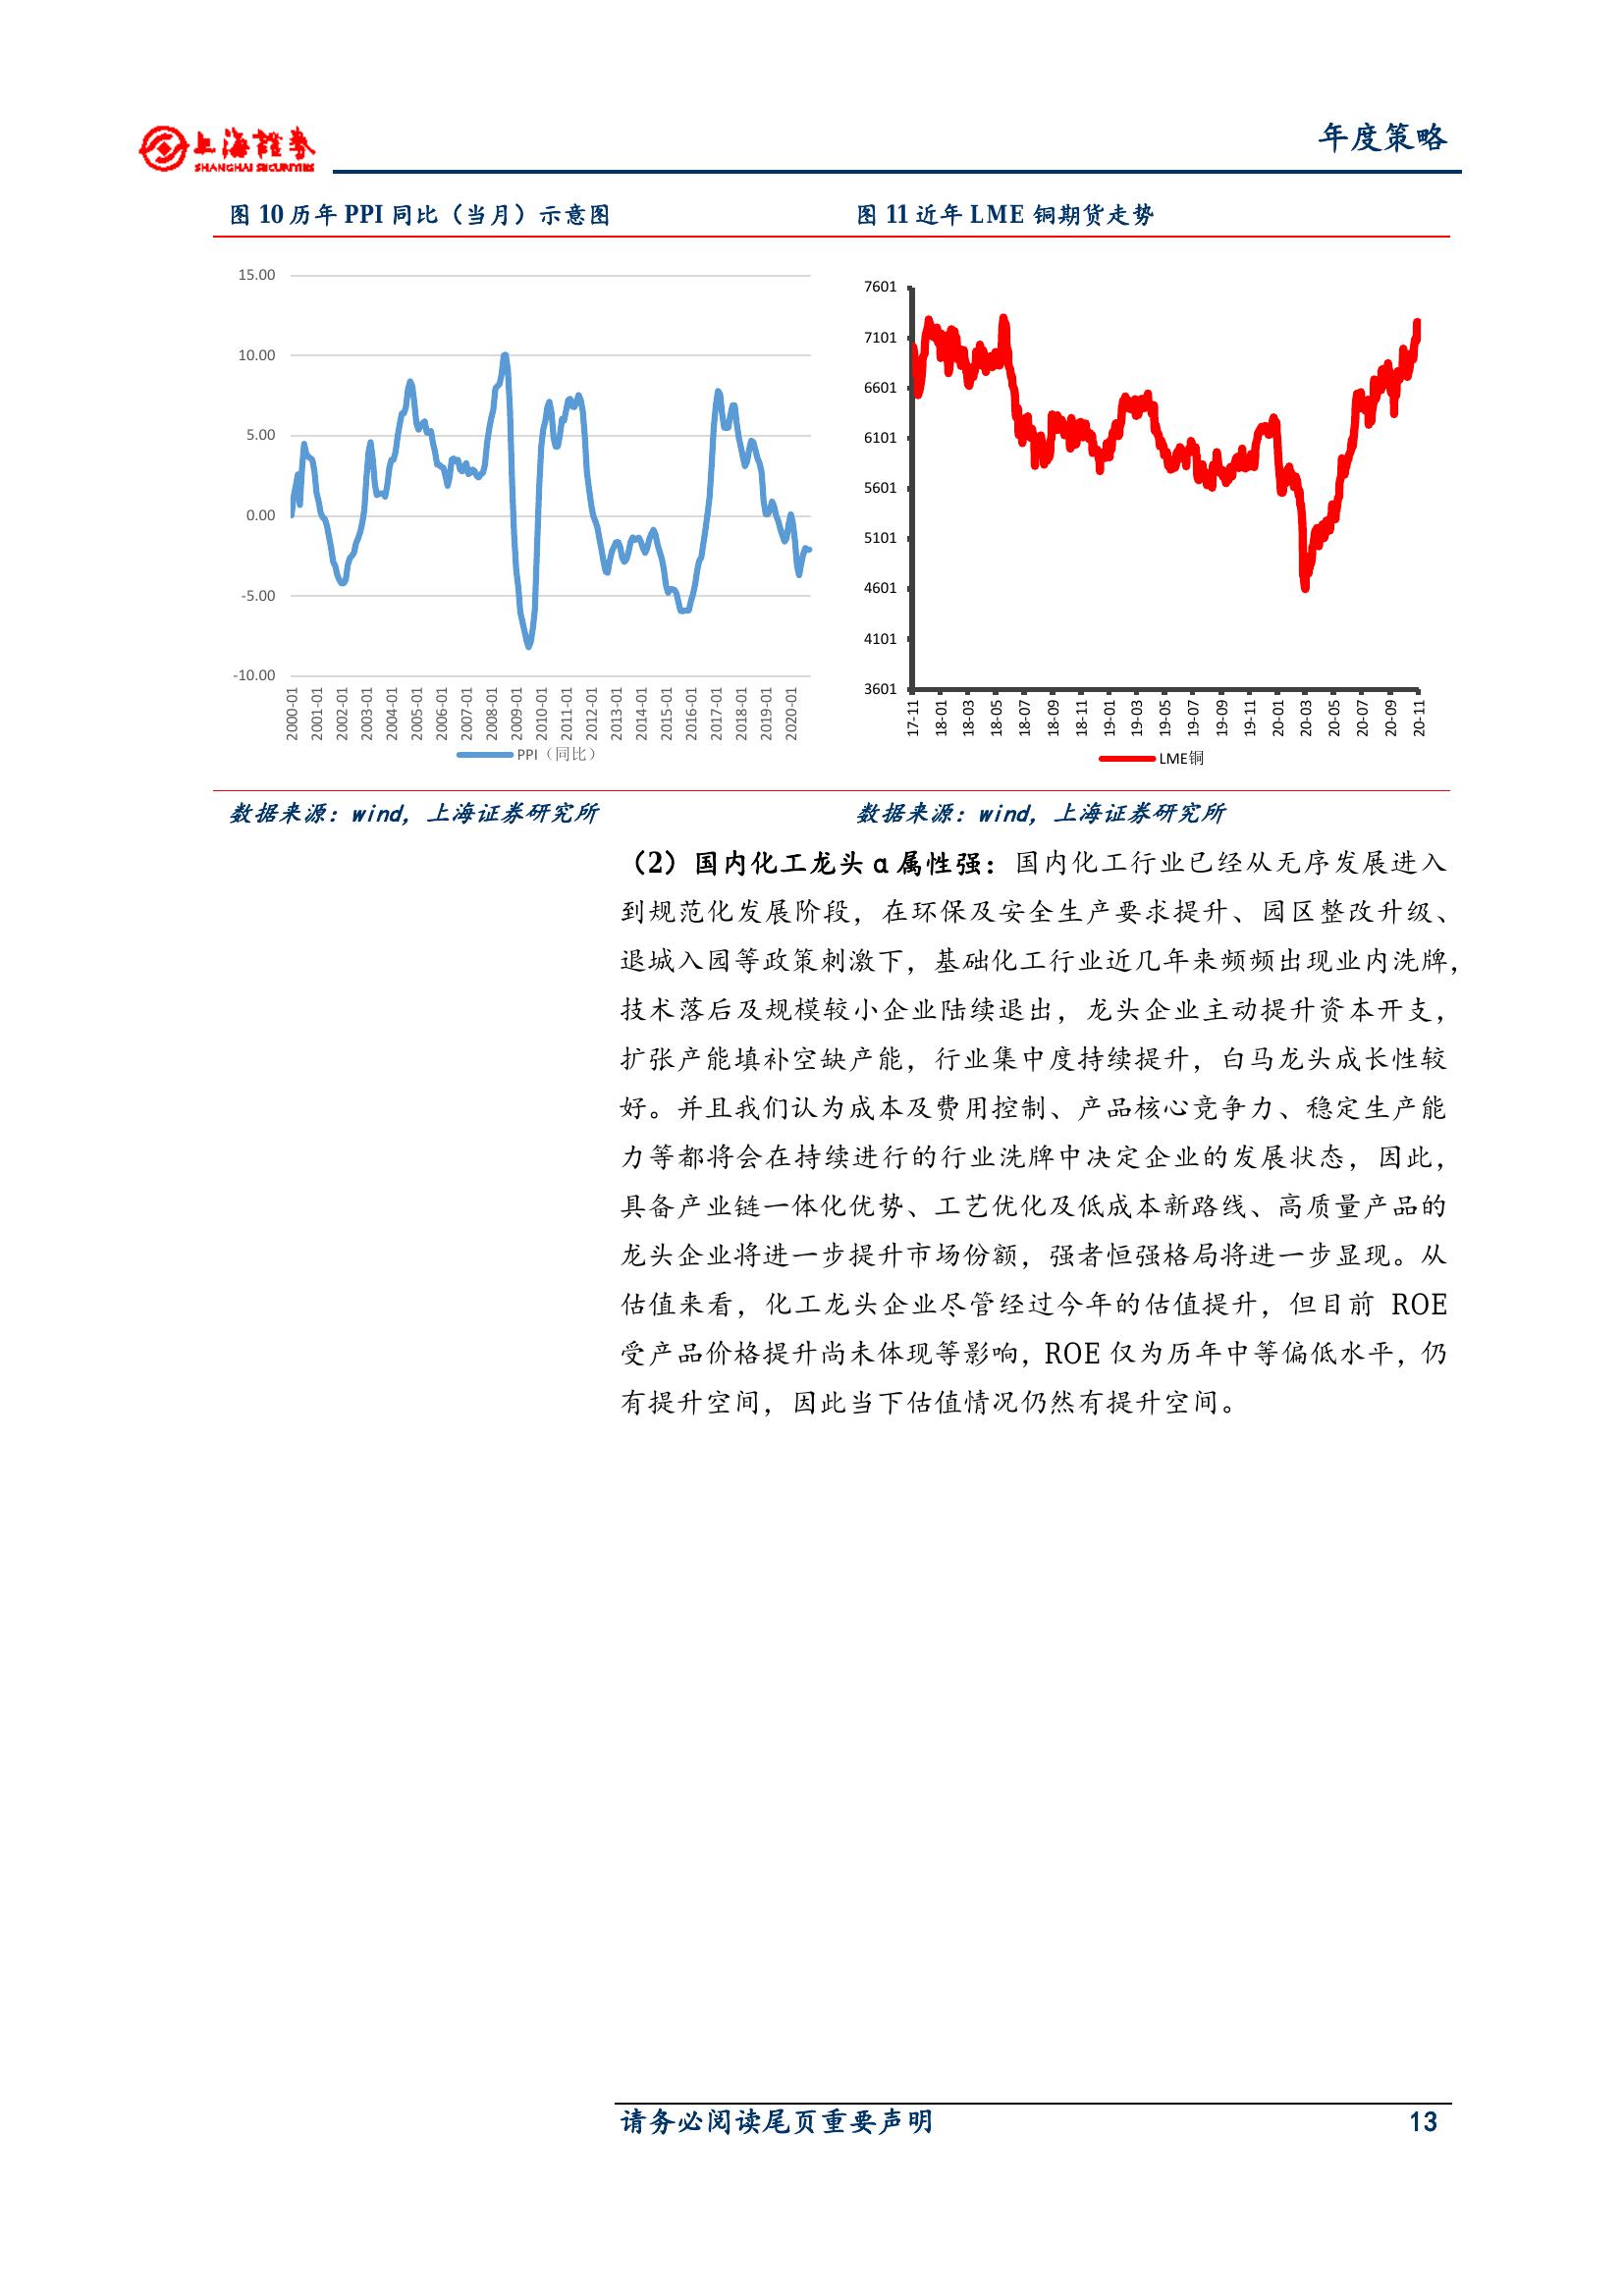 上海證券
SHANGHAI SECURITIES
年度策略
图 10 历年 PPI 同比（当月）示意图
15.00
10.00
5.00
0.00
-5.00
-10.00
2000-01
2001-01
2002-01
2003-01
2004-01
2005-01
2006-01
2007-01
2008-01
2009-01
2010-01
2011-01
2012-01
2013-01
2014-01
2015-01
2016-01
2017-01
2018-01
2019-01
2020-01
PPI（同比）
数据来源：wind，上海证券研究所
图 11 近年 LME 铜期货走势
7601
7101
6601
6101
5601
5101
4601
4101
3601
17-11
18-01
18-03
18-05
18-07
18-09
18-11
19-01
19-03
19-05
19-07
19-09
19-11
20-01
20-03
20-05
20-07
20-09
20-11
LME铜
数据来源：wind，上海证券研究所
（2）国内化工龙头 α 属性强：国内化工行业已经从无序发展进入
到规范化发展阶段，在环保及安全生产要求提升、园区整改升级、
退城入园等政策刺激下，基础化工行业近几年来频频出现业内洗牌，
技术落后及规模较小企业陆续退出，龙头企业主动提升资本开支，
扩张产能填补空缺产能，行业集中度持续提升，白马龙头成长性较
好。并且我们认为成本及费用控制、产品核心竞争力、稳定生产能
力等都将会在持续进行的行业洗牌中决定企业的发展状态，因此，
具备产业链一体化优势、工艺优化及低成本新路线、高质量产品的
龙头企业将进一步提升市场份额，强者恒强格局将进一步显现。从
估值来看，化工龙头企业尽管经过今年的估值提升，但目前 ROE
受产品价格提升尚未体现等影响，ROE 仅为历年中等偏低水平，仍
有提升空间，因此当下估值情况仍然有提升空间。
请务必阅读尾页重要声明
13